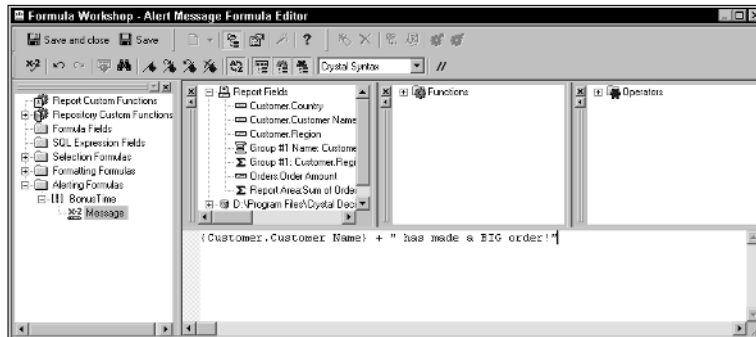 Formula Workshop - Alert Message Formula Editor
Save and close Save
x-2 Crystal Syntax //
Report Custom Functions
Repository Custom Functions
Formula Fields
SQL Expression Fields
Selection Formulas
Formatting Formulas
Alerting Formulas
BonusTime
x-2 Message
Report Fields
Customer.Country
Customer.Customer Name
Customer.Region
Group #1 Name: Custome
Group #1: Customer.Regi
Orders.Order Amount
Report Area:Sum of Order
D:\Program Files\Crystal Deci
Functions
Operators
{Customer.Customer Name} + " has made a BIG order!"